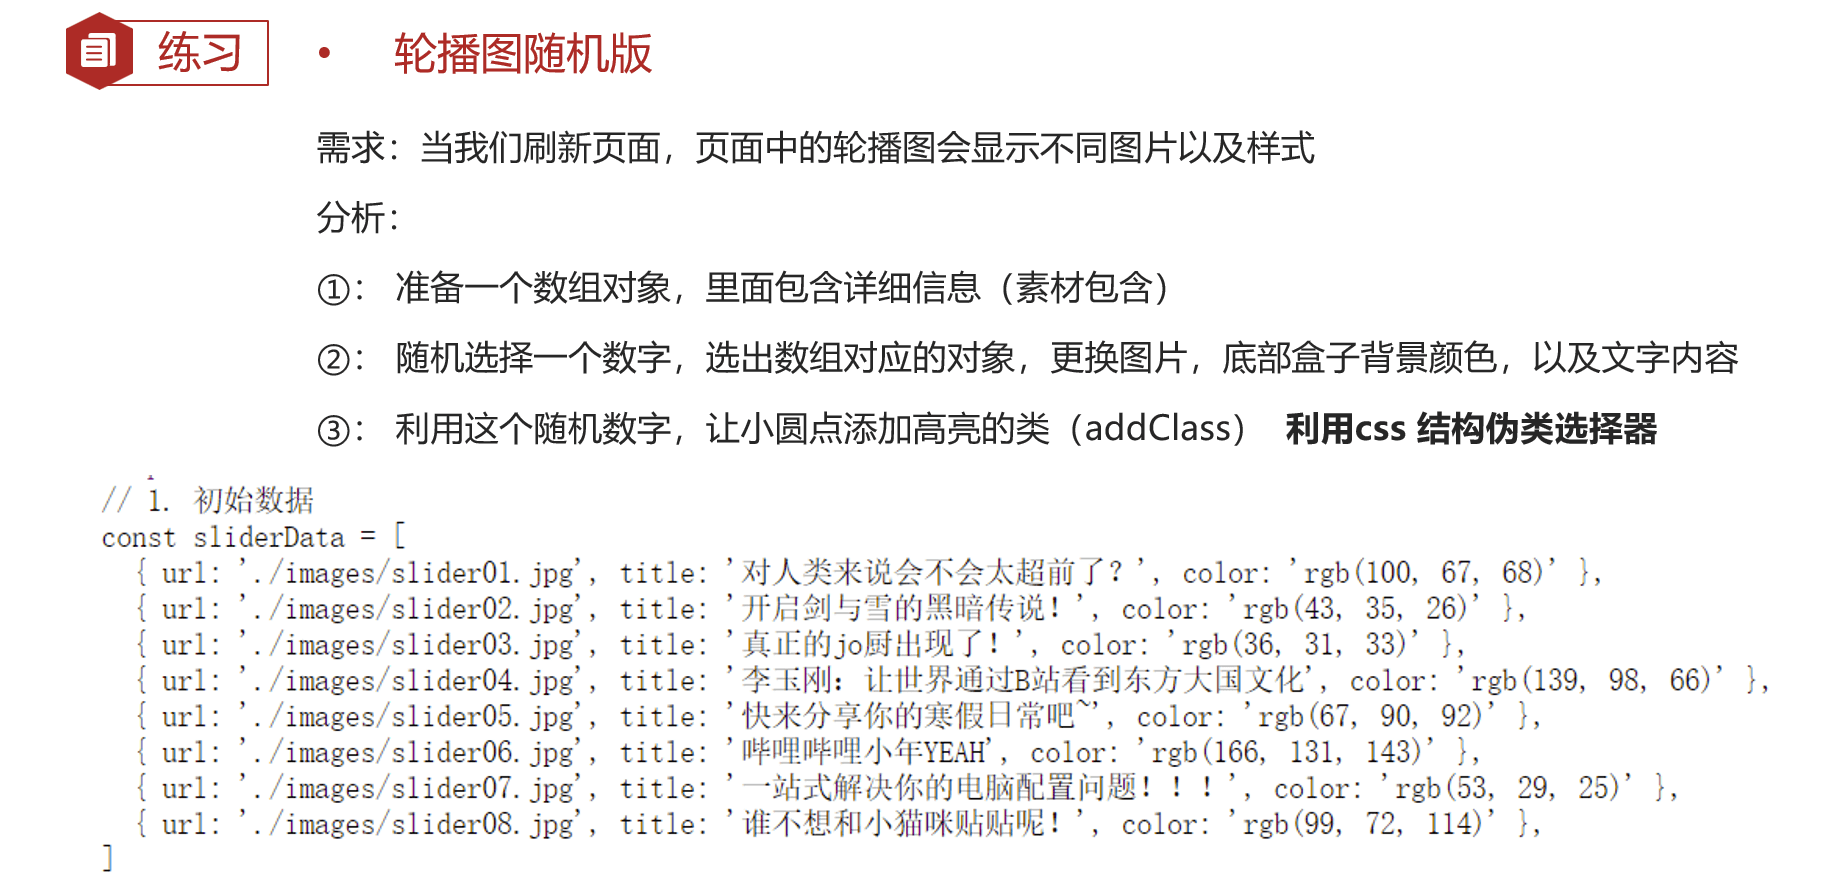 练习
• 轮播图随机版
需求：当我们刷新页面，页面中的轮播图会显示不同图片以及样式
分析：
①： 准备一个数组对象，里面包含详细信息（素材包含）
②： 随机选择一个数字，选出数组对应的对象，更换图片，底部盒子背景颜色，以及文字内容
③： 利用这个随机数字，让小圆点添加高亮的类（addClass） 利用css 结构伪类选择器
// 1. 初始数据
const sliderData = [
{ url: './images/slider01.jpg', title: '对人类来说会不会太超前了？', color: 'rgb(100, 67, 68)' },
{ url: './images/slider02.jpg', title: '开启剑与雪的黑暗传说！', color: 'rgb(43, 35, 26)' },
{ url: './images/slider03.jpg', title: '真正的jo厨出现了！', color: 'rgb(36, 31, 33)' },
{ url: './images/slider04.jpg', title: '李玉刚：让世界通过B站看到东方大国文化', color: 'rgb(139, 98, 66)' },
{ url: './images/slider05.jpg', title: '快来分享你的寒假日常吧~', color: 'rgb(67, 90, 92)' },
{ url: './images/slider06.jpg', title: '哔哩哔哩小年YEAH', color: 'rgb(166, 131, 143)' },
{ url: './images/slider07.jpg', title: '一站式解决你的电脑配置问题！！！', color: 'rgb(53, 29, 25)' },
{ url: './images/slider08.jpg', title: '谁不想和小猫咪贴贴呢！', color: 'rgb(99, 72, 114)' },
]